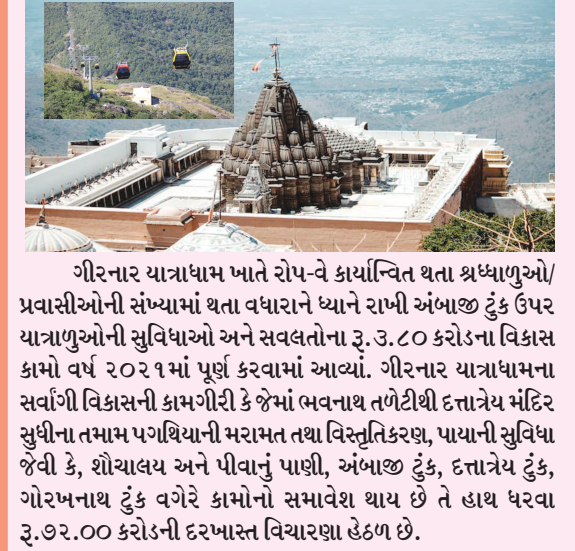 ગીરનાર યાત્રાધામ ખાતે રોપ-વે કાર્યાન્વિત થતા શ્રધ્ધાળુઓ/
પ્રવાસીઓની સંખ્યામાં થતા વધારાને ધ્યાને રાખી અંબાજી ટુંક ઉપર
યાત્રાળુઓની સુવિધાઓ અને સવલતોના રૂ.૩.૮૦ કરોડના વિકાસ
કામો વર્ષ ૨૦૨૧માં પૂર્ણ કરવામાં આવ્યાં. ગીરનાર યાત્રાધામના
સર્વાંગી વિકાસની કામગીરી કે જેમાં ભવનાથ તળેટીથી દત્તાત્રેય મંદિર
સુધીના તમામ પગથિયાની મરામત તથા વિસ્તૃતિકરણ, પાયાની સુવિધા
જેવી કે, શૌચાલય અને પીવાનું પાણી, અંબાજી ટુંક, દત્તાત્રેય ટુંક,
ગોરખનાથ ટુંક વગેરે કામોનો સમાવેશ થાય છે તે હાથ ધરવા
રૂ.૭૨.૦૦ કરોડની દરખાસ્ત વિચારણા હેઠળ છે.